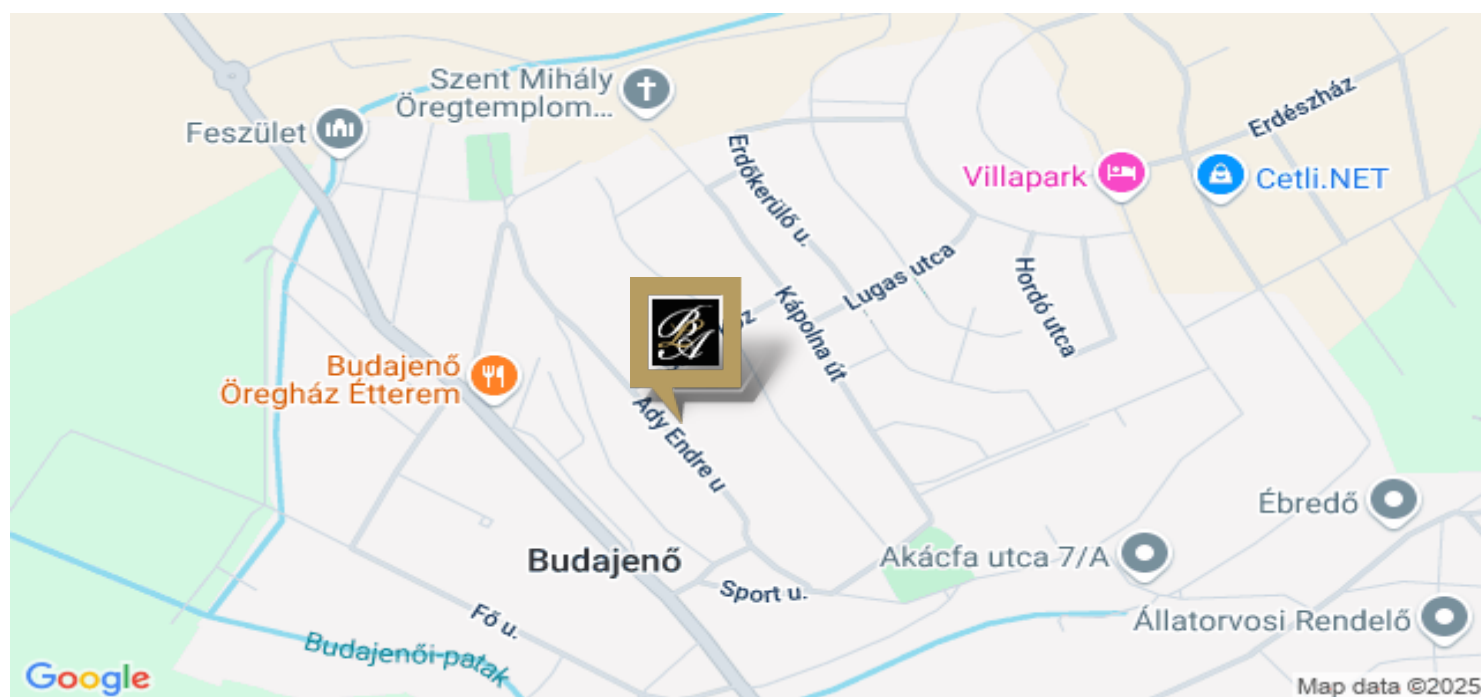 Szent Mihály
Öregtemplom...
Feszület
Erdészház
Erdőkerülő u.
Villapark
Cetli.NET
Lugas utca
Hordó utca
Kápolna út
Budajenő
Öregház Étterem
Ady Endre u
Ébredő
Budajenő
Akácfa utca 7/A
Sport u.
Fő u.
Állatorvosi Rendelő
Budajenői-patak
Google
Map data ©2025